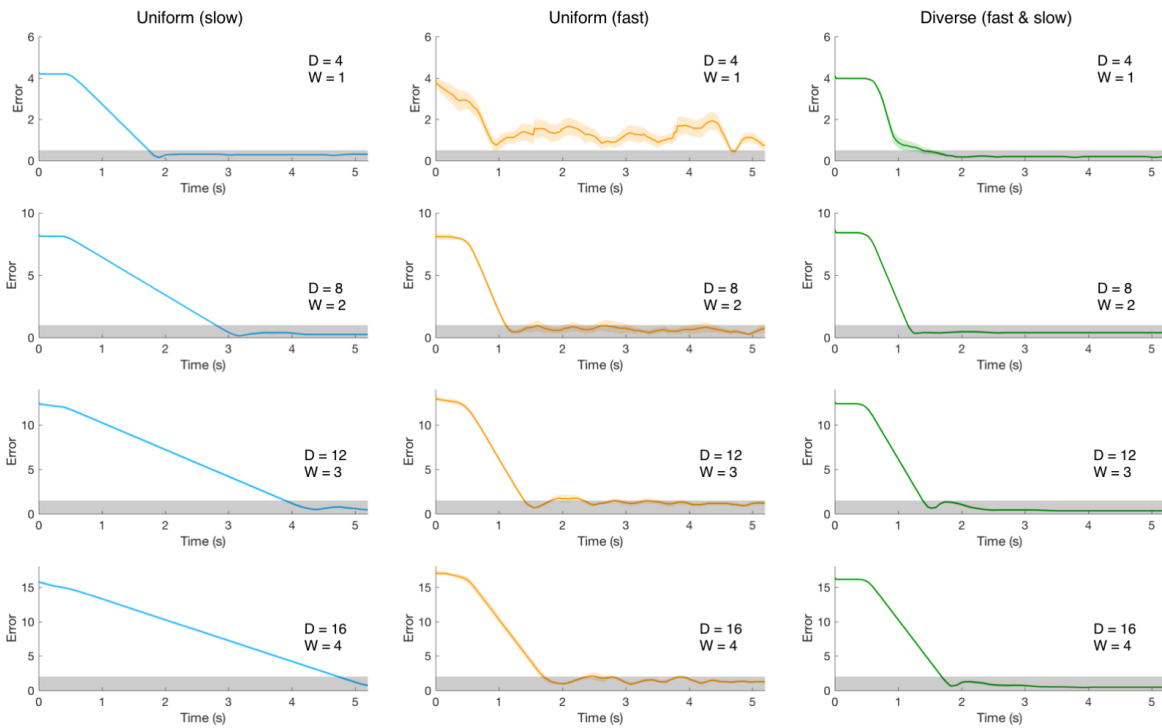 Uniform (slow)
Uniform (fast)
Diverse (fast & slow)
6
4
2
0
Error
D = 4
W = 1
0 1 2 3 4 5
Time (s)
6
4
2
0
Error
D = 4
W = 1
0 1 2 3 4 5
Time (s)
6
4
2
0
Error
D = 4
W = 1
0 1 2 3 4 5
Time (s)
10
5
0
Error
D = 8
W = 2
0 1 2 3 4 5
Time (s)
10
5
0
Error
D = 8
W = 2
0 1 2 3 4 5
Time (s)
10
5
0
Error
D = 8
W = 2
0 1 2 3 4 5
Time (s)
10
5
0
Error
D = 12
W = 3
0 1 2 3 4 5
Time (s)
10
5
0
Error
D = 12
W = 3
0 1 2 3 4 5
Time (s)
10
5
0
Error
D = 12
W = 3
0 1 2 3 4 5
Time (s)
15
10
5
0
Error
D = 16
W = 4
0 1 2 3 4 5
Time (s)
15
10
5
0
Error
D = 16
W = 4
0 1 2 3 4 5
Time (s)
15
10
5
0
Error
D = 16
W = 4
0 1 2 3 4 5
Time (s)